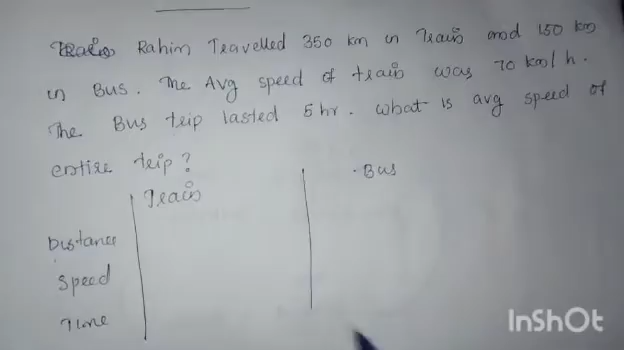 Rahim Travelled 350 km in Train and 150 km
in Bus. The Avg speed of train was 70 km/h.
The Bus trip lasted 5 hr. what is avg speed of
entire trip?
Train Bus
Distance
Speed
Time
InShOt